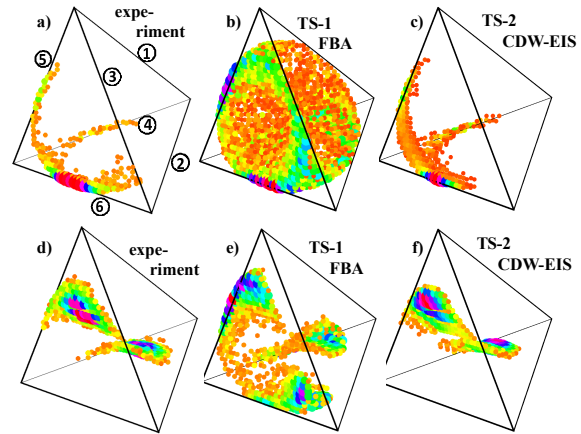 a) expe-
riment
①
⑤
③
④
②
⑥
b) TS-1
FBA
c) TS-2
CDW-EIS
d) expe-
riment
e) TS-1
FBA
f) TS-2
CDW-EIS